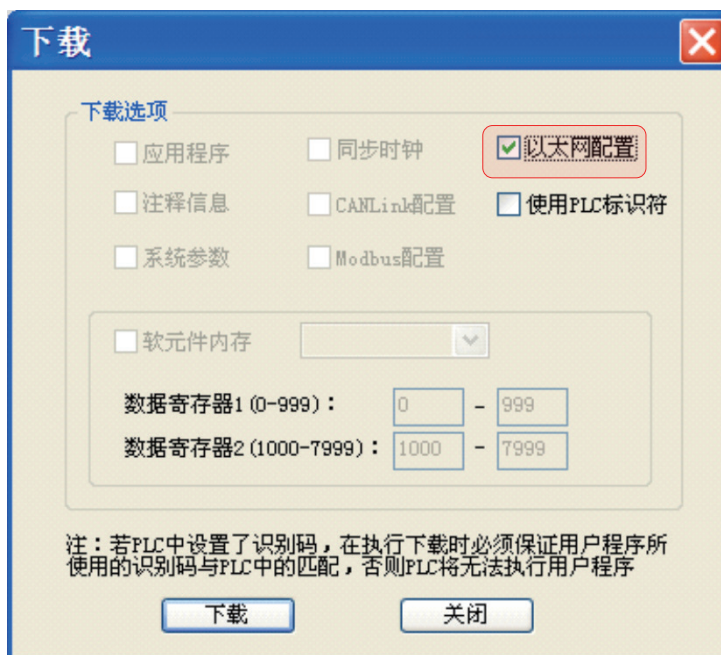 下载
下载选项
应用程序 同步时钟 以太网配置
注释信息 CANLink配置 使用PLC标识符
系统参数 Modbus配置
软元件内存
数据寄存器1(0-999)： 0 - 999
数据寄存器2(1000-7999)： 1000 - 7999
注：若PLC中设置了识别码，在执行下载时必须保证用户程序所
使用的识别码与PLC中的匹配，否则PLC将无法执行用户程序
下载 关闭